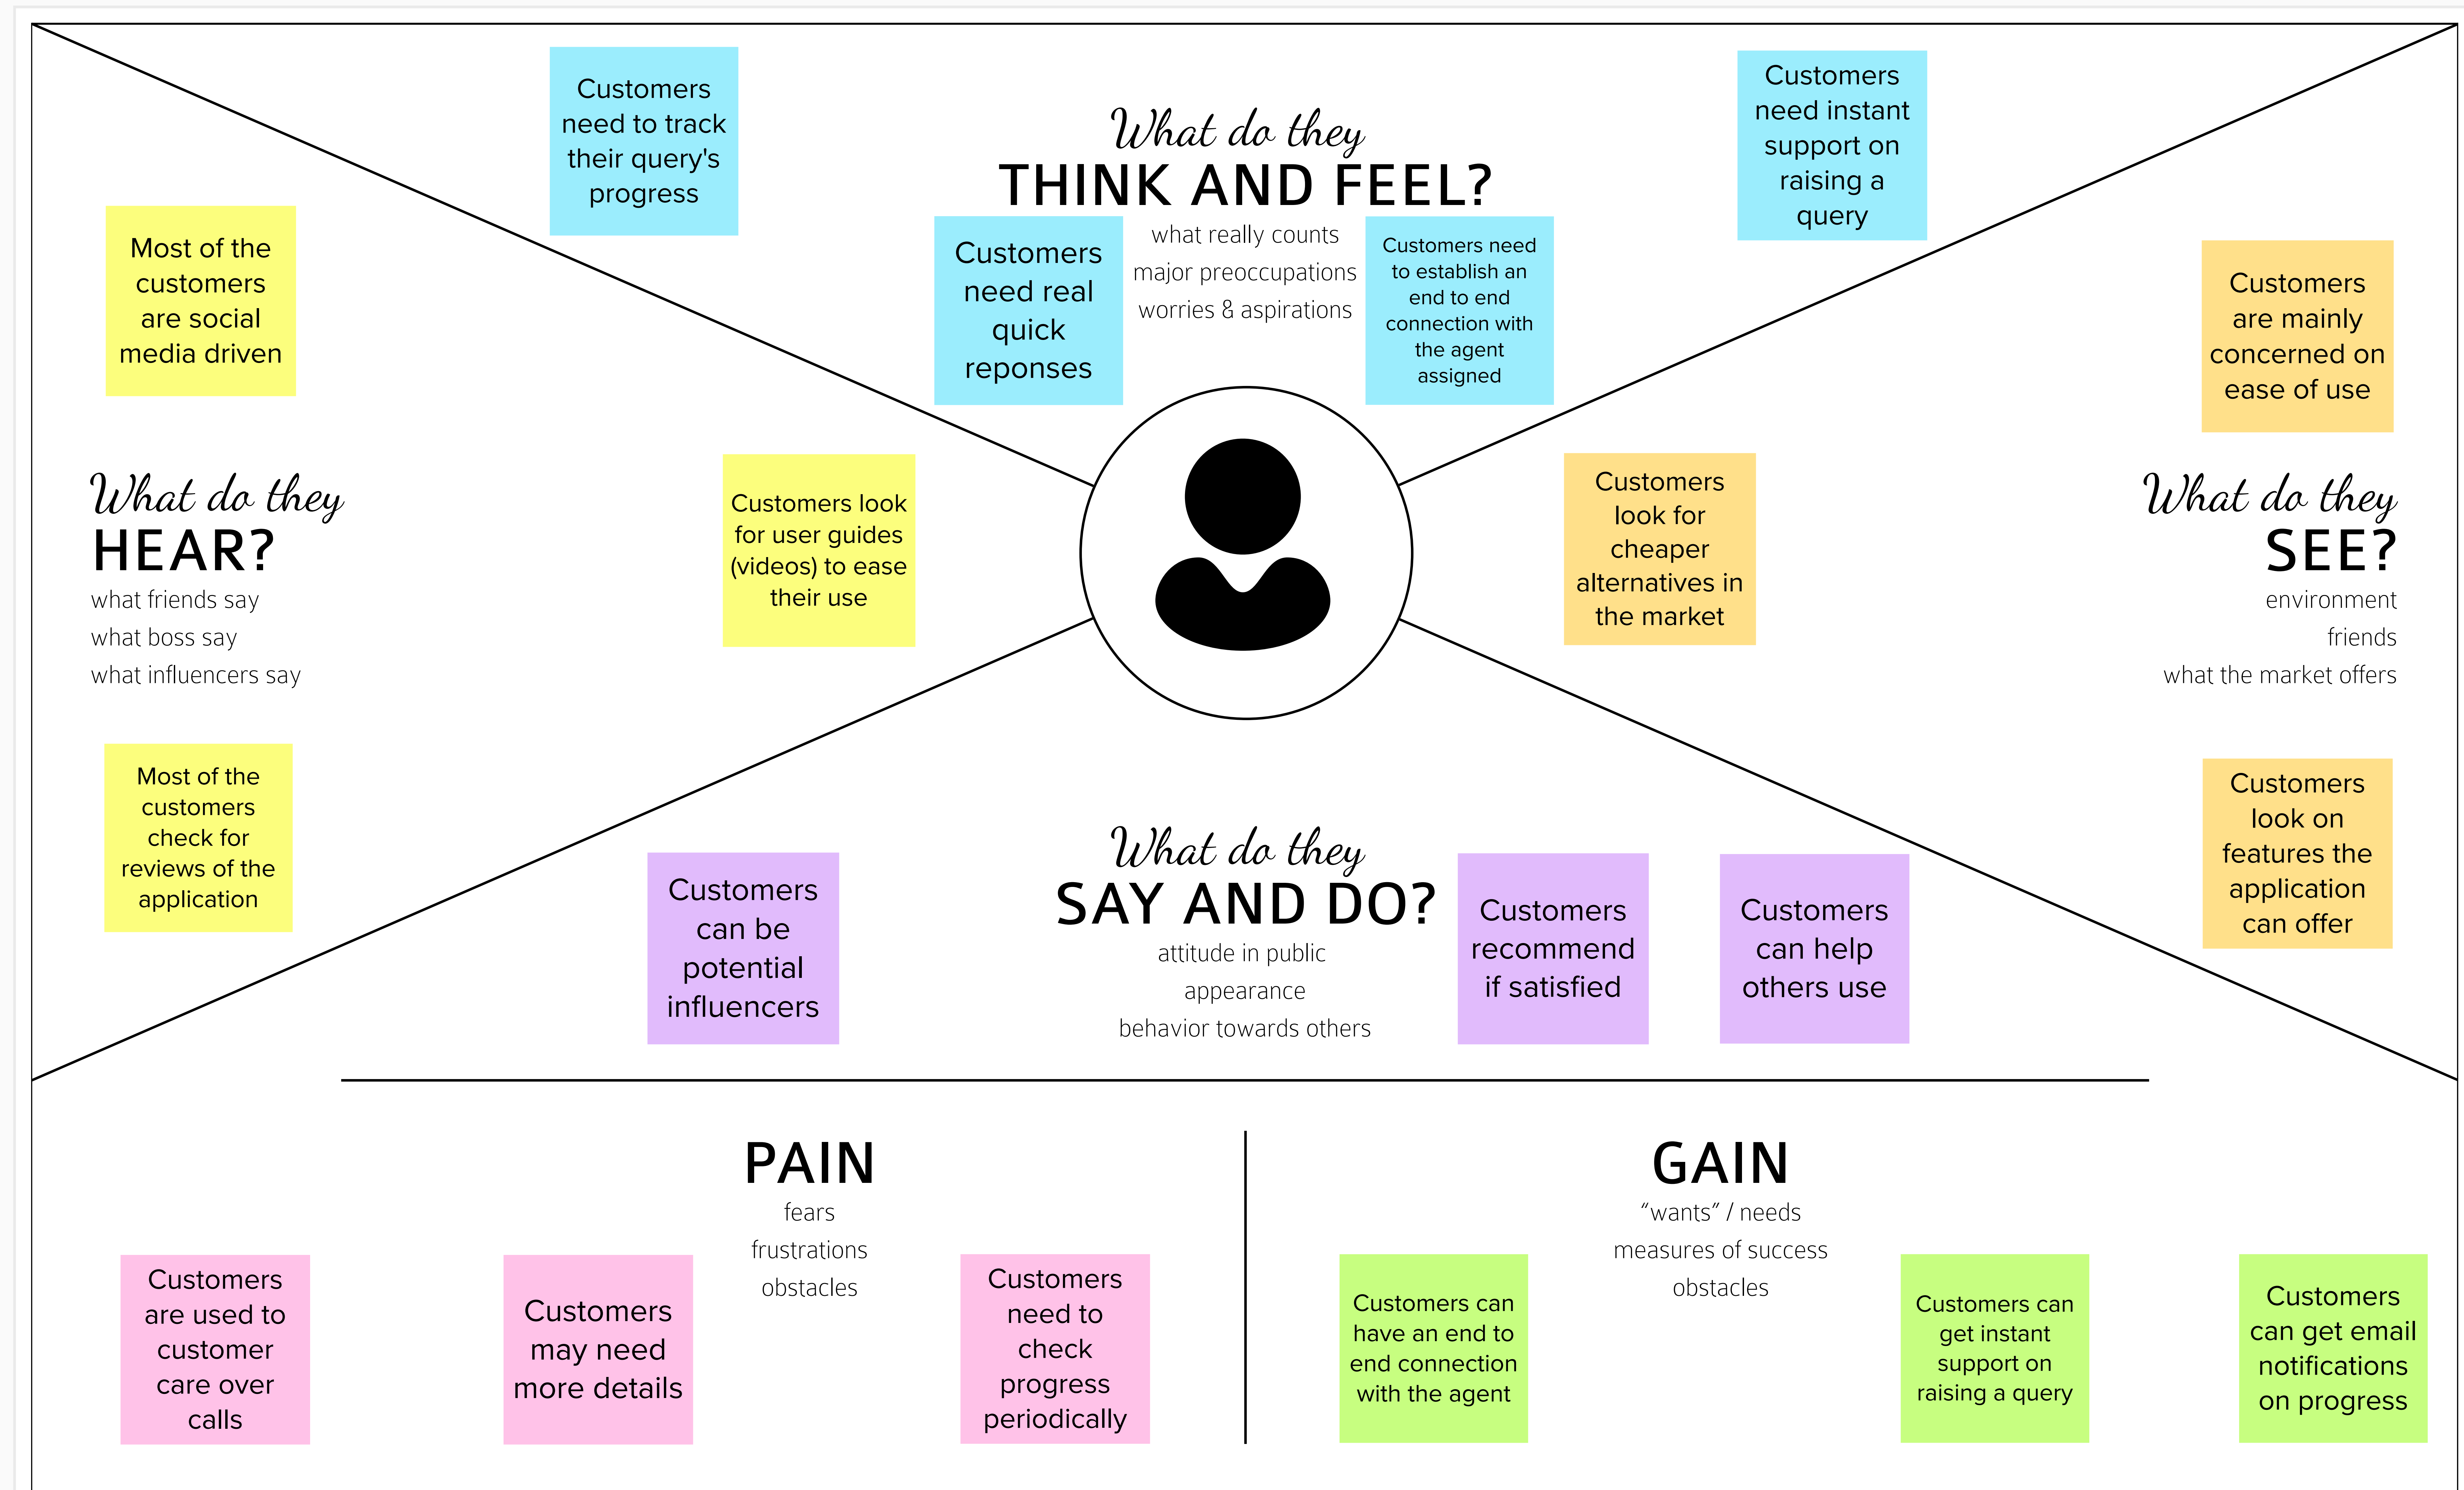 Customers
need to track
their query's
progress
What do they
THINK AND FEEL?
what really counts
major preoccupations
worries & aspirations
Customers
need real
quick
reponses
Customers need
to establish an
end to end
connection with
the agent
assigned
Customers
need instant
support on
raising a
query
Most of the
customers
are social
media driven
What do they
HEAR?
what friends say
what boss say
what influencers say
Customers look
for user guides
(videos) to ease
their use
Most of the
customers
check for
reviews of the
application
Customers
are mainly
concerned on
ease of use
Customers
look for
cheaper
alternatives in
the market
What do they
SEE?
environment
friends
what the market offers
Customers
look on
features the
application
can offer
Customers
can be
potential
influencers
What do they
SAY AND DO?
attitude in public
appearance
behavior towards others
Customers
recommend
if satisfied
Customers
can help
others use
PAIN
fears
frustrations
obstacles
Customers
are used to
customer
care over
calls
Customers
may need
more details
Customers
need to
check
progress
periodically
GAIN
“wants” / needs
measures of success
obstacles
Customers can
have an end to
end connection
with the agent
Customers can
get instant
support on
raising a query
Customers
can get email
notifications
on progress